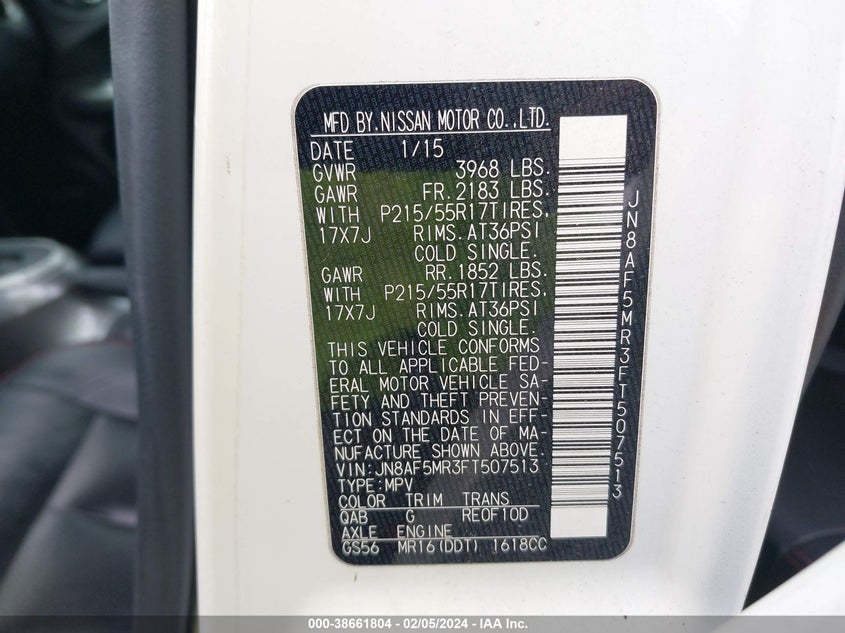 MFD BY.NISSAN MOTOR CO.,LTD.
DATE 1/15
GVWR 3968 LBS.
GAWR FR.2183 LBS.
WITH P215/55R17TIRES,
17X7J RIMS.AT36PSI
COLD SINGLE.
GAWR RR.1852 LBS.
WITH P215/55R17TIRES,
17X7J RIMS.AT36PSI
COLD SINGLE.
THIS VEHICLE CONFORMS
TO ALL APPLICABLE FED-
ERAL MOTOR VEHICLE SA-
FETY AND THEFT PREVEN-
TION STANDARDS IN EFF-
ECT ON THE DATE OF MA-
NUFACTURE SHOWN ABOVE.
VIN:JN8AF5MR3FT507513
TYPE:MPV
COLOR TRIM TRANS
QAB G RE0F10D
AXLE ENGINE
GS56 MR16(DDT) 1618CC
JN8AF5MR3FT507513
000-38661804 - 02/05/2024 - IAA Inc.